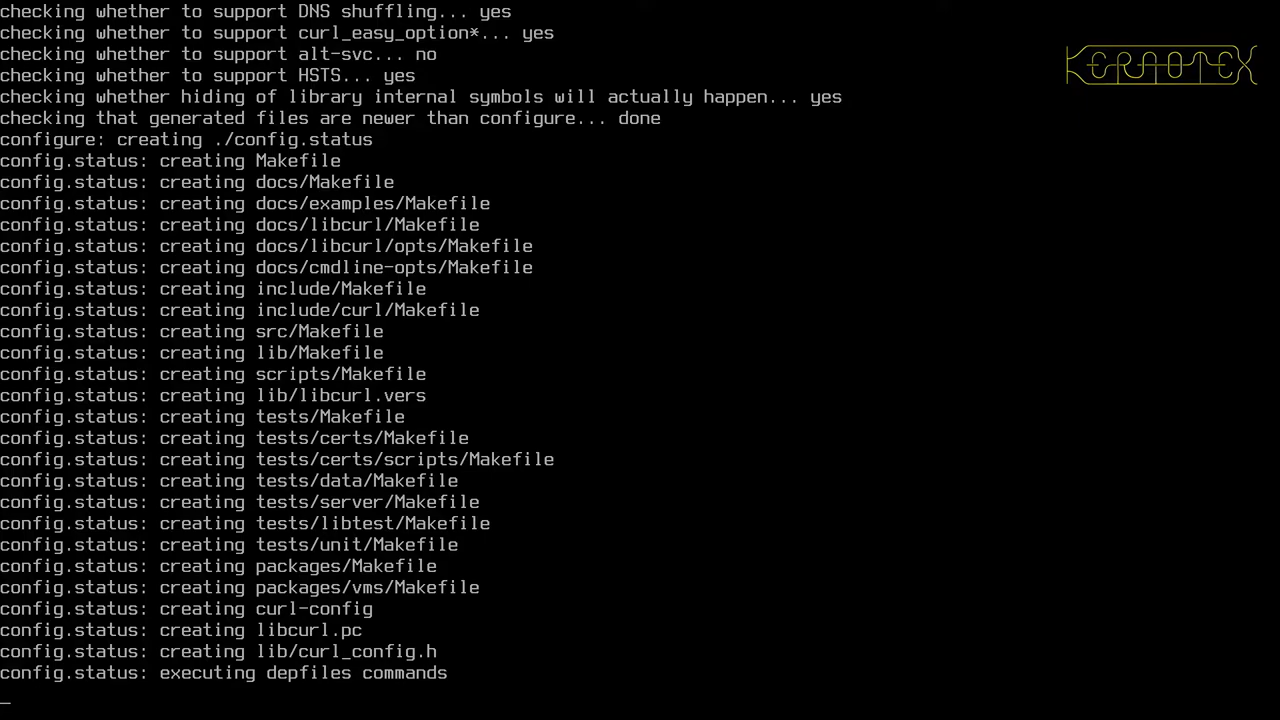 checking whether to support DNS shuffling... yes
checking whether to support curl_easy_option*... yes
checking whether to support alt-svc... no
checking whether to support HSTS... yes
checking whether hiding of library internal symbols will actually happen... yes
checking that generated files are newer than configure... done
configure: creating ./config.status
config.status: creating Makefile
config.status: creating docs/Makefile
config.status: creating docs/examples/Makefile
config.status: creating docs/libcurl/Makefile
config.status: creating docs/libcurl/opts/Makefile
config.status: creating docs/cmdline-opts/Makefile
config.status: creating include/Makefile
config.status: creating include/curl/Makefile
config.status: creating src/Makefile
config.status: creating lib/Makefile
config.status: creating scripts/Makefile
config.status: creating lib/libcurl.vers
config.status: creating tests/Makefile
config.status: creating tests/certs/Makefile
config.status: creating tests/certs/scripts/Makefile
config.status: creating tests/data/Makefile
config.status: creating tests/server/Makefile
config.status: creating tests/libtest/Makefile
config.status: creating tests/unit/Makefile
config.status: creating packages/Makefile
config.status: creating packages/vms/Makefile
config.status: creating curl-config
config.status: creating libcurl.pc
config.status: creating lib/curl_config.h
config.status: executing depfiles commands
_
KERNOTEX